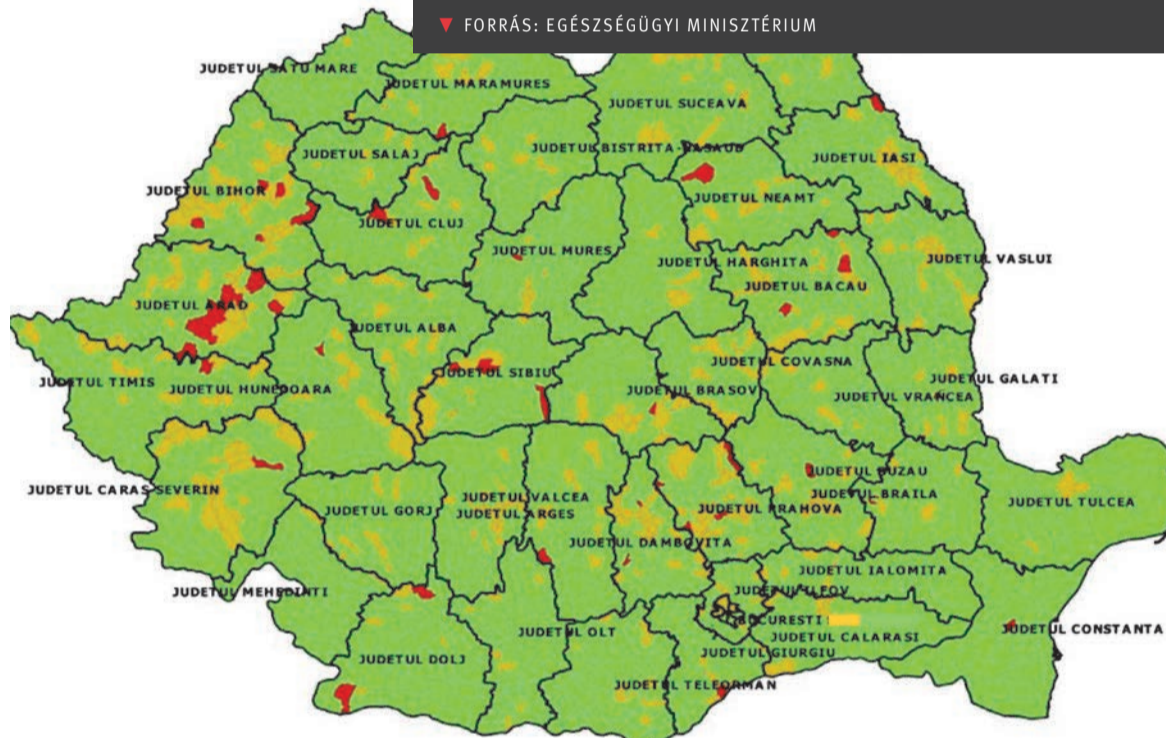 ▼ FORRÁS: EGÉSZSÉGÜGYI MINISZTÉRIUM
JUDETUL SATU MARE
JUDETUL MARAMURES
JUDETUL SUCEAVA
JUDETUL SALAJ
JUDETUL BISTRITA-NASAUD
JUDETUL IASI
JUDETUL BIHOR
JUDETUL NEAMT
JUDETUL CLUJ
JUDETUL MURES
JUDETUL HARGHITA
JUDETUL VASLUI
JUDETUL BACAU
JUDETUL ARAD
JUDETUL ALBA
JUDETUL COVASNA
JUDETUL TIMIS
JUDETUL HUNEDOARA
JUDETUL SIBIU
JUDETUL BRASOV
JUDETUL GALATI
JUDETUL VRANCEA
JUDETUL BUZAU
JUDETUL CARAS-SEVERIN
JUDETUL VALCEA
JUDETUL BRAILA
JUDETUL TULCEA
JUDETUL GORJ
JUDETUL ARGES
JUDETUL PRAHOVA
JUDETUL DAMBOVITA
JUDETUL IALOMITA
JUDETUL MEHEDINTI
JUDETUL ILFOV
BUCURESTI
JUDETUL OLT
JUDETUL CALARASI
JUDETUL CONSTANTA
JUDETUL DOLJ
JUDETUL GIURGIU
JUDETUL TELEORMAN